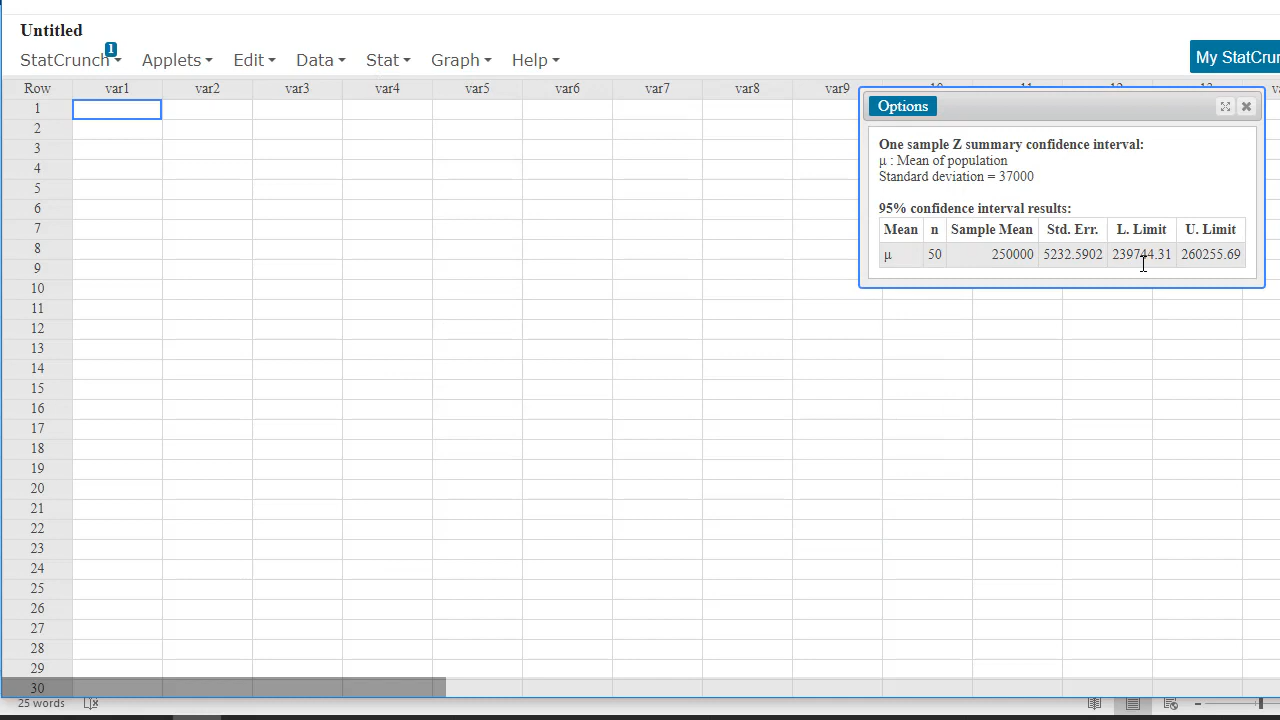 Untitled
StatCrunch 1 Applets Edit Data Stat Graph Help
My StatCrun
Row var1 var2 var3 var4 var5 var6 var7 var8 var9
Options
One sample Z summary confidence interval:
μ : Mean of population
Standard deviation = 37000
95% confidence interval results:
Mean n Sample Mean Std. Err. L. Limit U. Limit
μ 50 250000 5232.5902 239744.31 260255.69
1
2
3
4
5
6
7
8
9
10
11
12
13
14
15
16
17
18
19
20
21
22
23
24
25
26
27
28
29
30
25 words